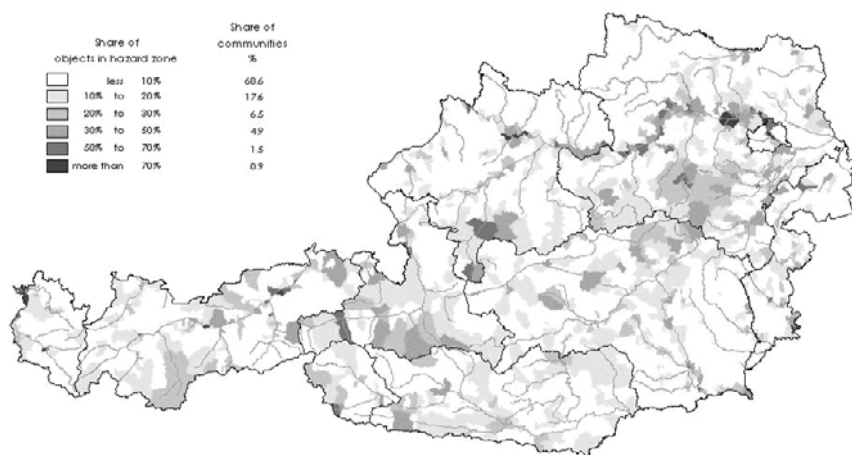 Share of objects in hazard zone
Share of communities %
less 10% 68.6
10% to 20% 17.6
20% to 30% 6.5
30% to 50% 4.9
50% to 70% 1.5
more than 70% 0.9